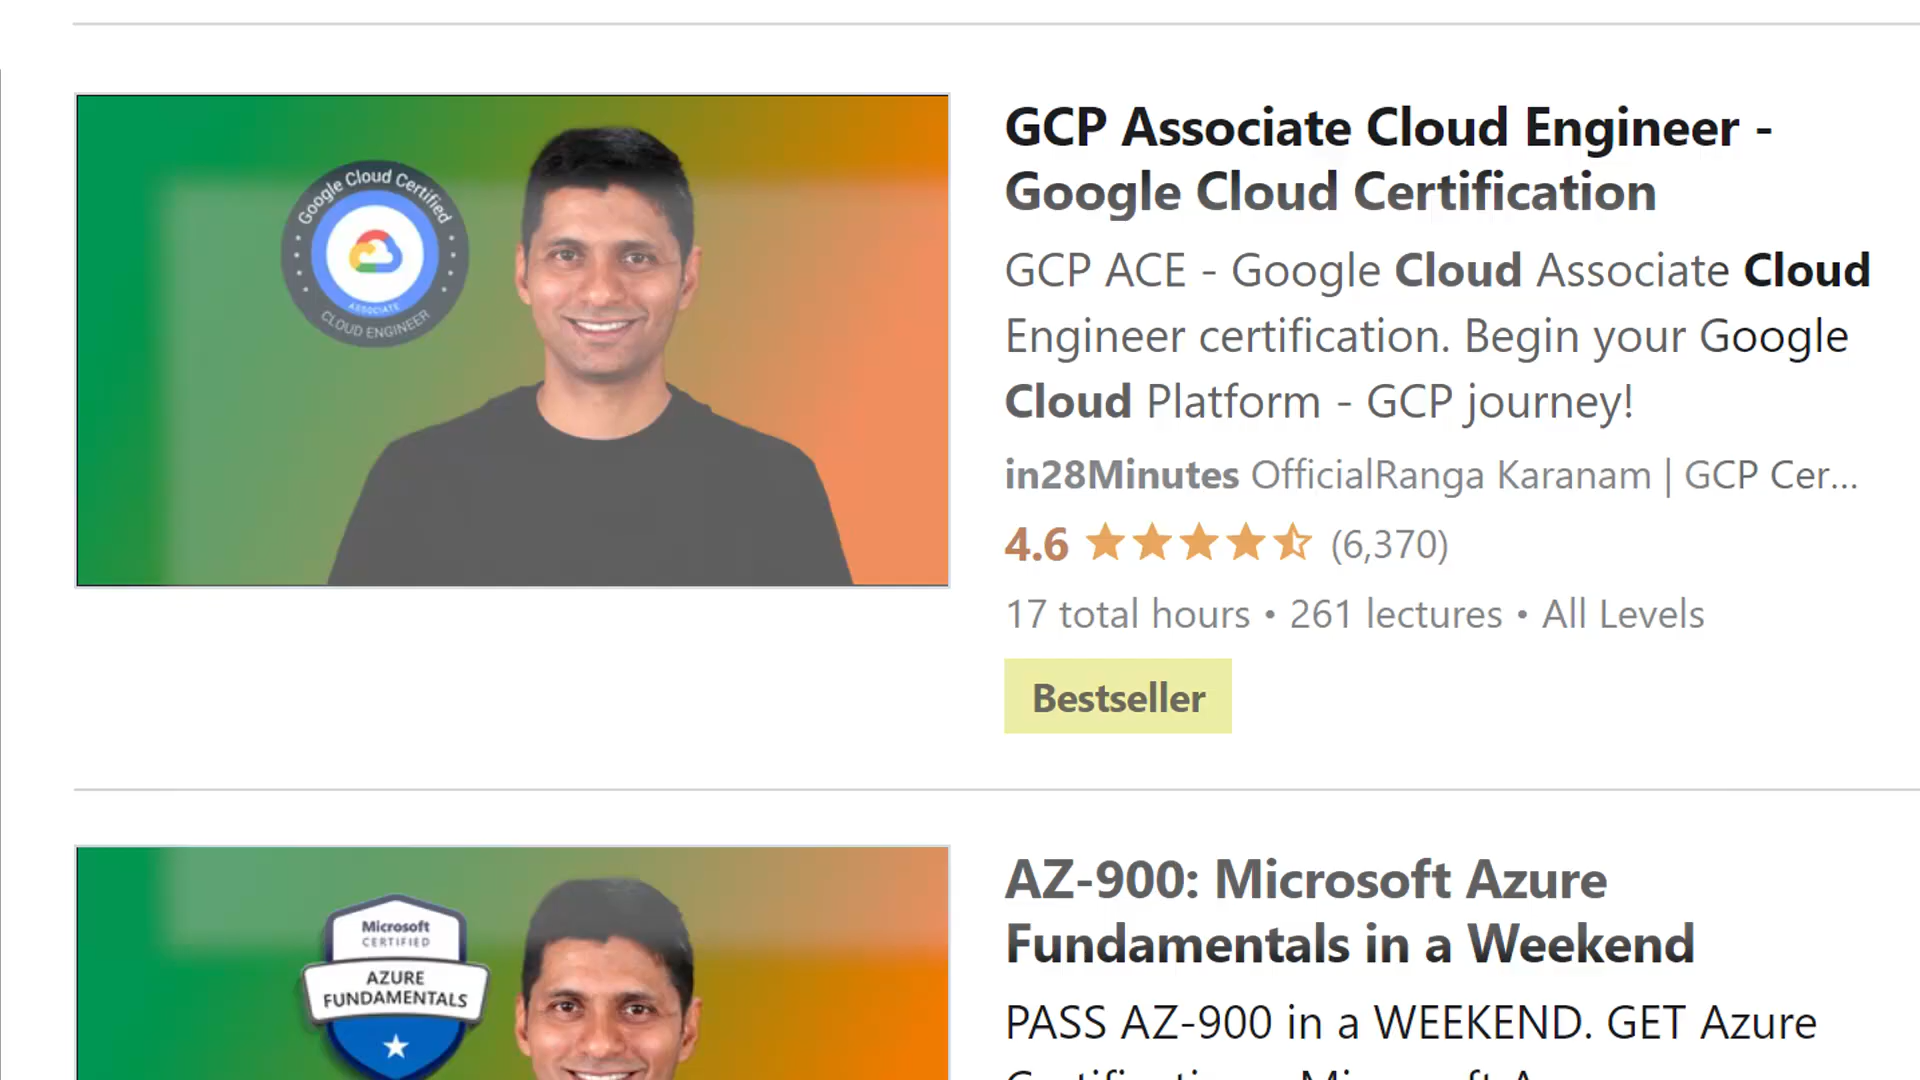 Google Cloud Certified
ASSOCIATE
CLOUD ENGINEER
GCP Associate Cloud Engineer -
Google Cloud Certification
GCP ACE - Google Cloud Associate Cloud
Engineer certification. Begin your Google
Cloud Platform - GCP journey!
in28Minutes OfficialRanga Karanam | GCP Cer...
4.6 (6,370)
17 total hours • 261 lectures • All Levels
Bestseller
Microsoft
CERTIFIED
AZURE
FUNDAMENTALS
AZ-900: Microsoft Azure
Fundamentals in a Weekend
PASS AZ-900 in a WEEKEND. GET Azure